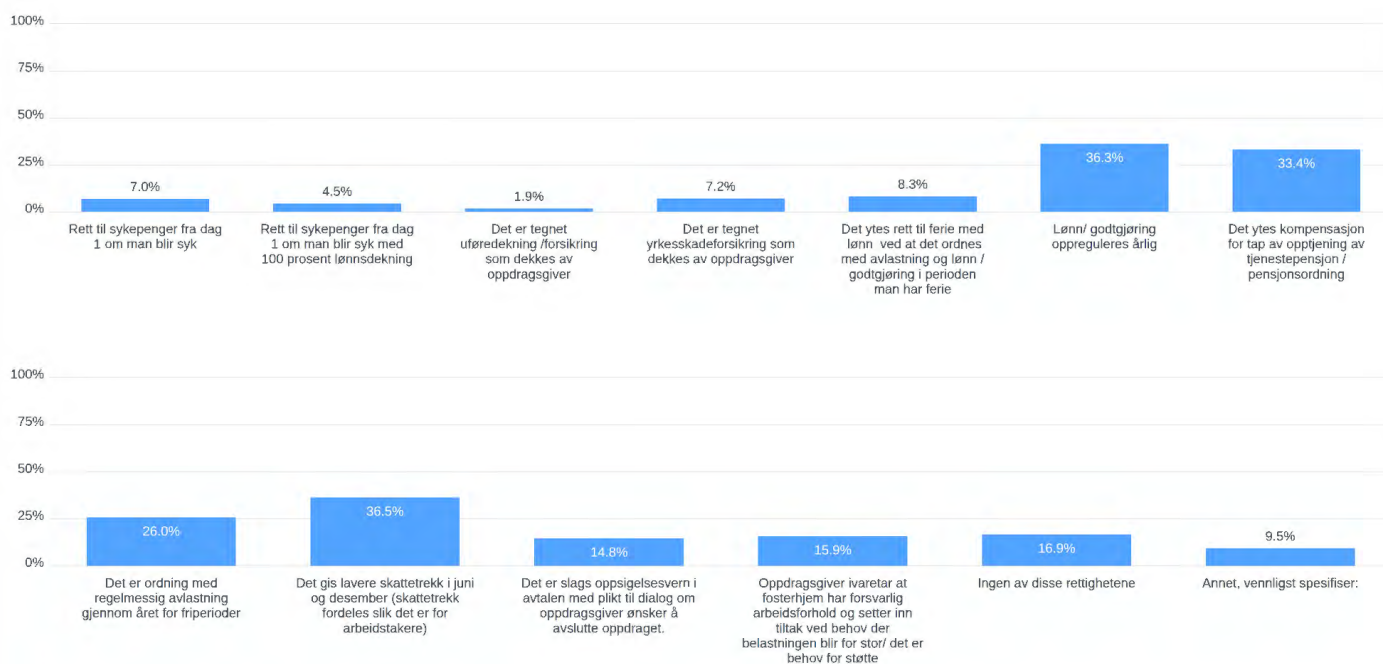 100%
75%
50%
25%
0%
7.0%
4.5%
1.9%
7.2%
8.3%
36.3%
33.4%
Rett til sykepenger fra dag
1 om man blir syk
Rett til sykepenger fra dag
1 om man blir syk med
100 prosent lønnsdekning
Det er tegnet
uføredekning /forsikring
som dekkes av
oppdragsgiver
Det er tegnet
yrkesskadeforsikring som
dekkes av oppdragsgiver
Det ytes rett til ferie med
lønn ved at det ordnes
med avlastning og lønn /
godtgjøring i perioden
man har ferie
Lønn/ godtgjøring
oppreguleres årlig
Det ytes kompensasjon
for tap av opptjening av
tjenestepensjon /
pensjonsordning
100%
75%
50%
25%
0%
26.0%
36.5%
14.8%
15.9%
16.9%
9.5%
Det er ordning med
regelmessig avlastning
gjennom året for friperioder
Det gis lavere skattetrekk i juni
og desember (skattetrekk
fordeles slik det er for
arbeidstakere)
Det er slags oppsigelsesvern i
avtalen med plikt til dialog om
oppdragsgiver ønsker å
avslutte oppdraget.
Oppdragsgiver ivaretar at
fosterhjem har forsvarlig
arbeidsforhold og setter inn
tiltak ved behov der
belastningen blir for stor/ det er
behov for støtte
Ingen av disse rettighetene
Annet, vennligst spesifiser: